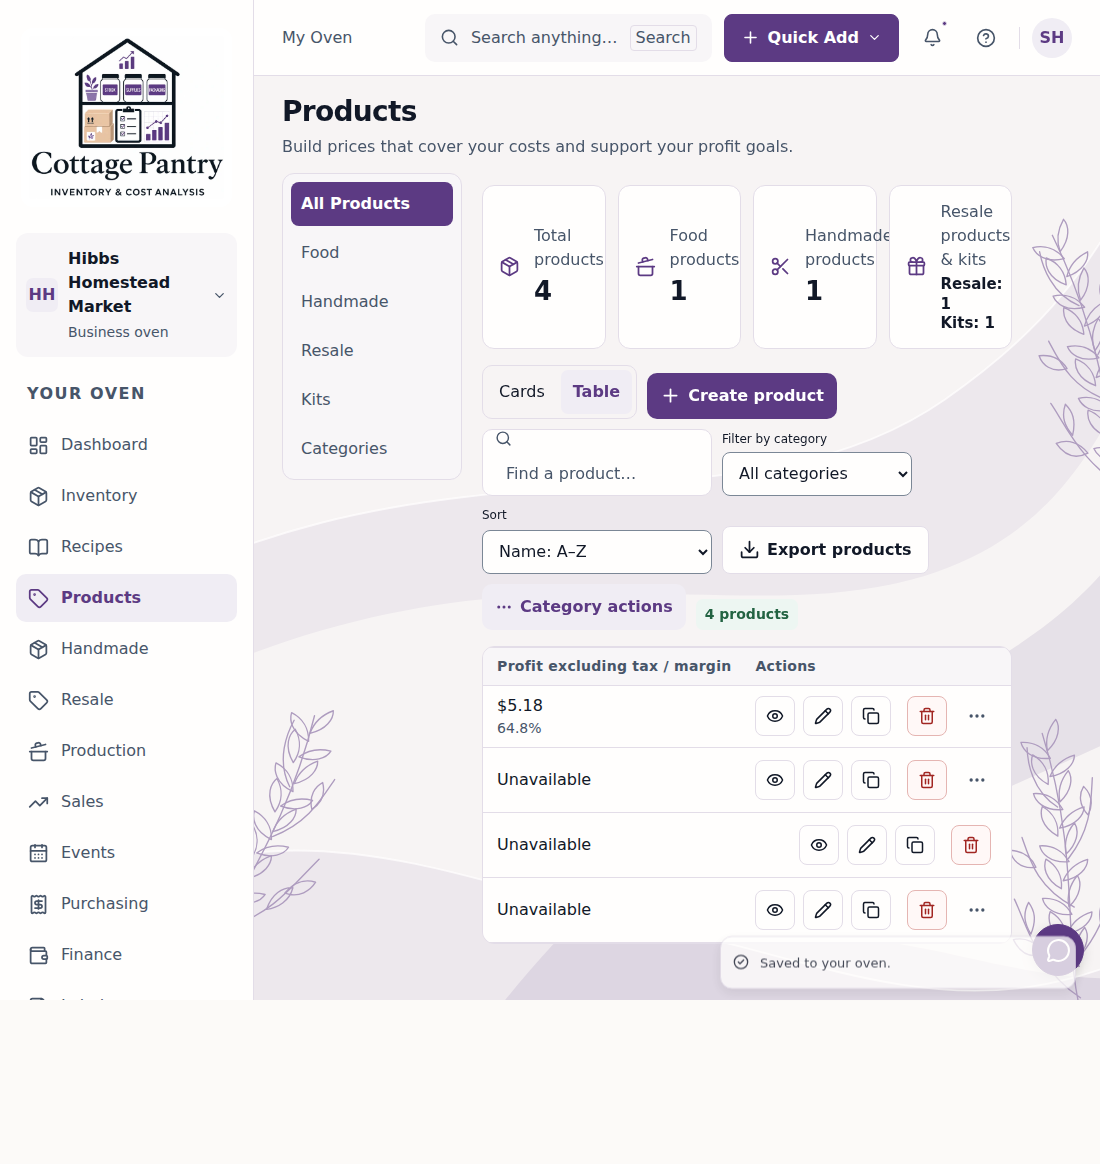 My Oven
Search anything...
Search
Quick Add
SH
Cottage Pantry
INVENTORY & COST ANALYSIS
HH
Hibbs
Homestead
Market
Business oven
YOUR OVEN
Dashboard
Inventory
Recipes
Products
Handmade
Resale
Production
Sales
Events
Purchasing
Finance
Products
Build prices that cover your costs and support your profit goals.
All Products
Food
Handmade
Resale
Kits
Categories
Total
products
4
Food
products
1
Handmade
products
1
Resale
products
& kits
Resale:
1
Kits: 1
Cards
Table
Create product
Find a product...
Filter by category
All categories
Sort
Name: A–Z
Export products
Category actions
4 products
Profit excluding tax / margin
Actions
$5.18
64.8%
Unavailable
Unavailable
Unavailable
Saved to your oven.